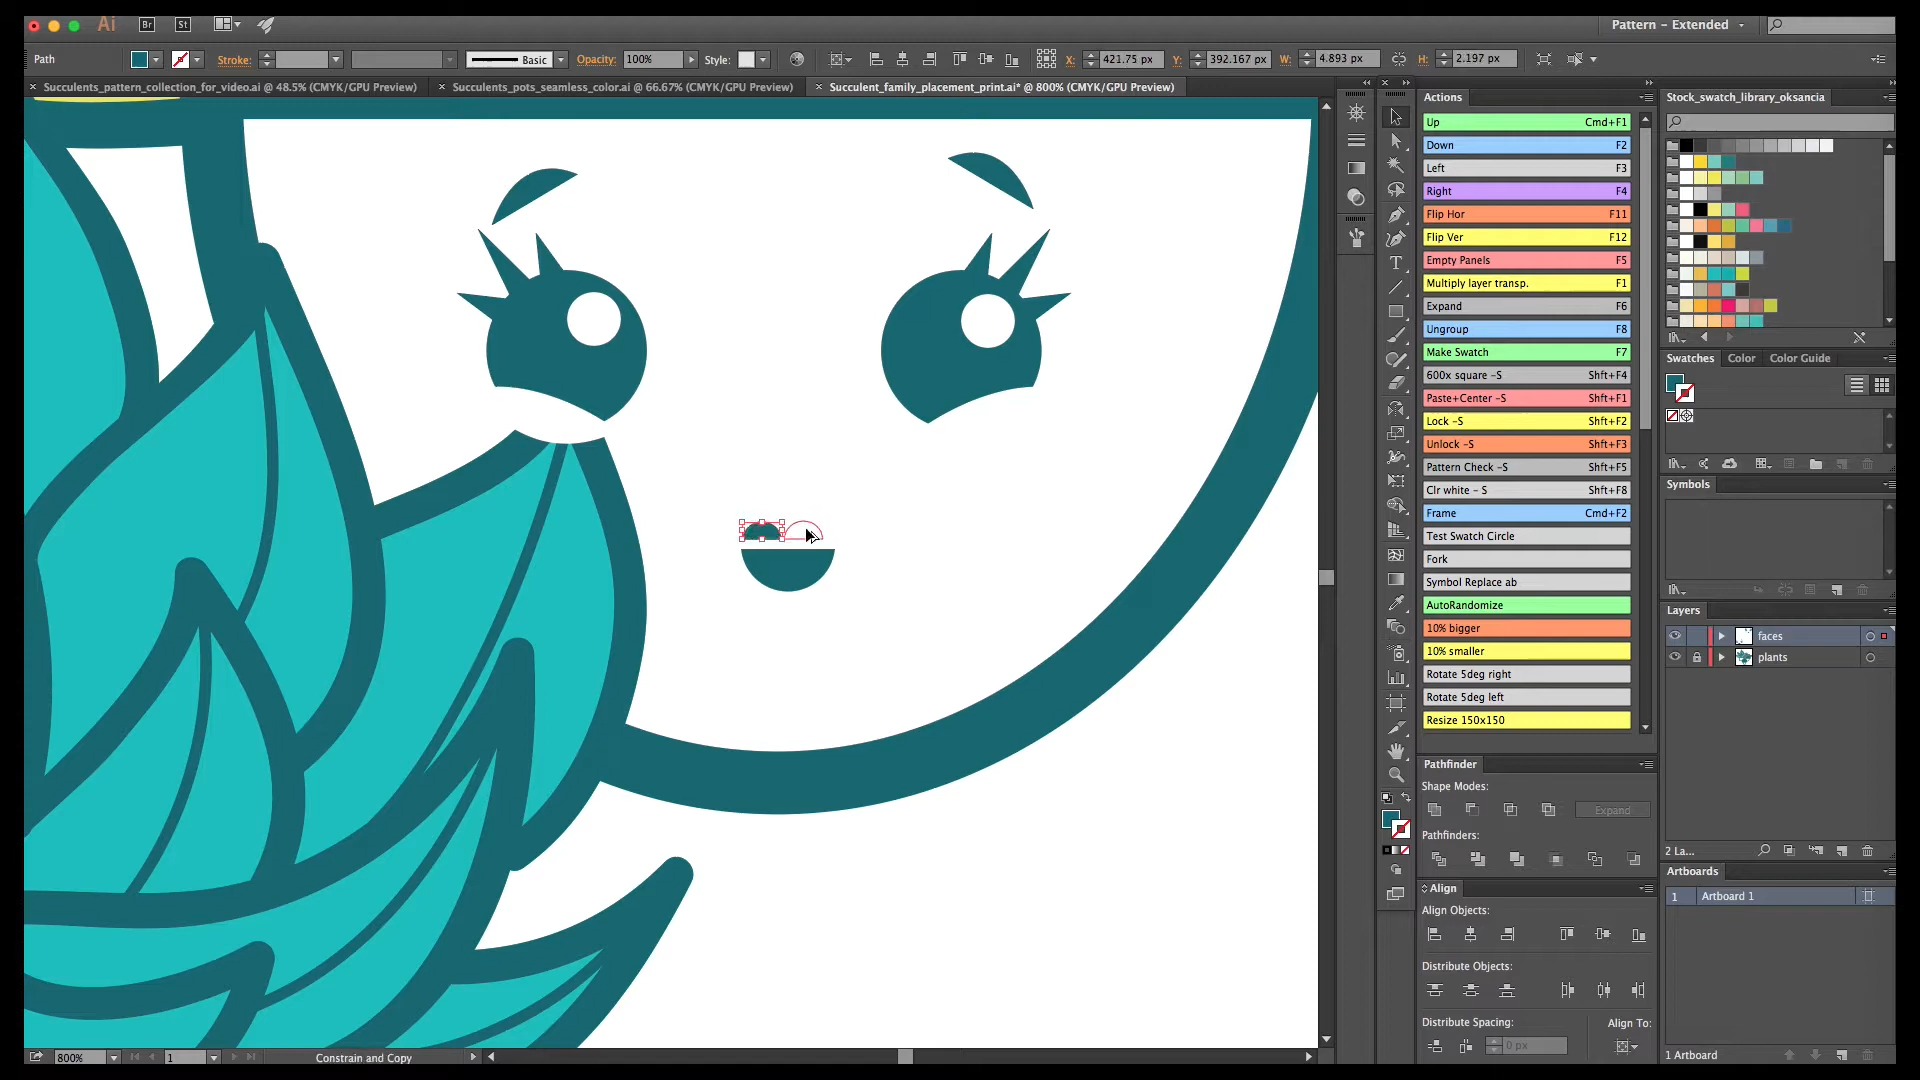 Ai Br St Pattern - Extended
Path Stroke: Basic Opacity: 100% Style: X: 421.75 px Y: 392.167 px W: 4.893 px H: 2.197 px
Succulents_pattern_collection_for_video.ai @ 48.5% (CMYK/GPU Preview) Succulents_pots_seamless_color.ai @ 66.67% (CMYK/GPU Preview) Succulent_family_placement_print.ai* @ 800% (CMYK/GPU Preview)
Actions
Up Cmd+F1
Down F2
Left F3
Right F4
Flip Hor F11
Flip Ver F12
Empty Panels F5
Multiply layer transp. F1
Expand F6
Ungroup F8
Make Swatch F7
600x square -S Shft+F4
Paste+Center -S Shft+F1
Lock -S Shft+F2
Unlock -S Shft+F3
Pattern Check -S Shft+F5
Clr white - S Shft+F8
Frame Cmd+F2
Test Swatch Circle
Fork
Symbol Replace ab
AutoRandomize
10% bigger
10% smaller
Rotate 5deg right
Rotate 5deg left
Resize 150x150
Pathfinder
Shape Modes:
Expand
Pathfinders:
Align
Align Objects:
Distribute Objects:
Distribute Spacing: Align To:
0 px
Stock_swatch_library_oksancia
Swatches Color Color Guide
Symbols
Layers
faces
plants
2 La...
Artboards
1 Artboard 1
1 Artboard
800% 1 Constrain and Copy